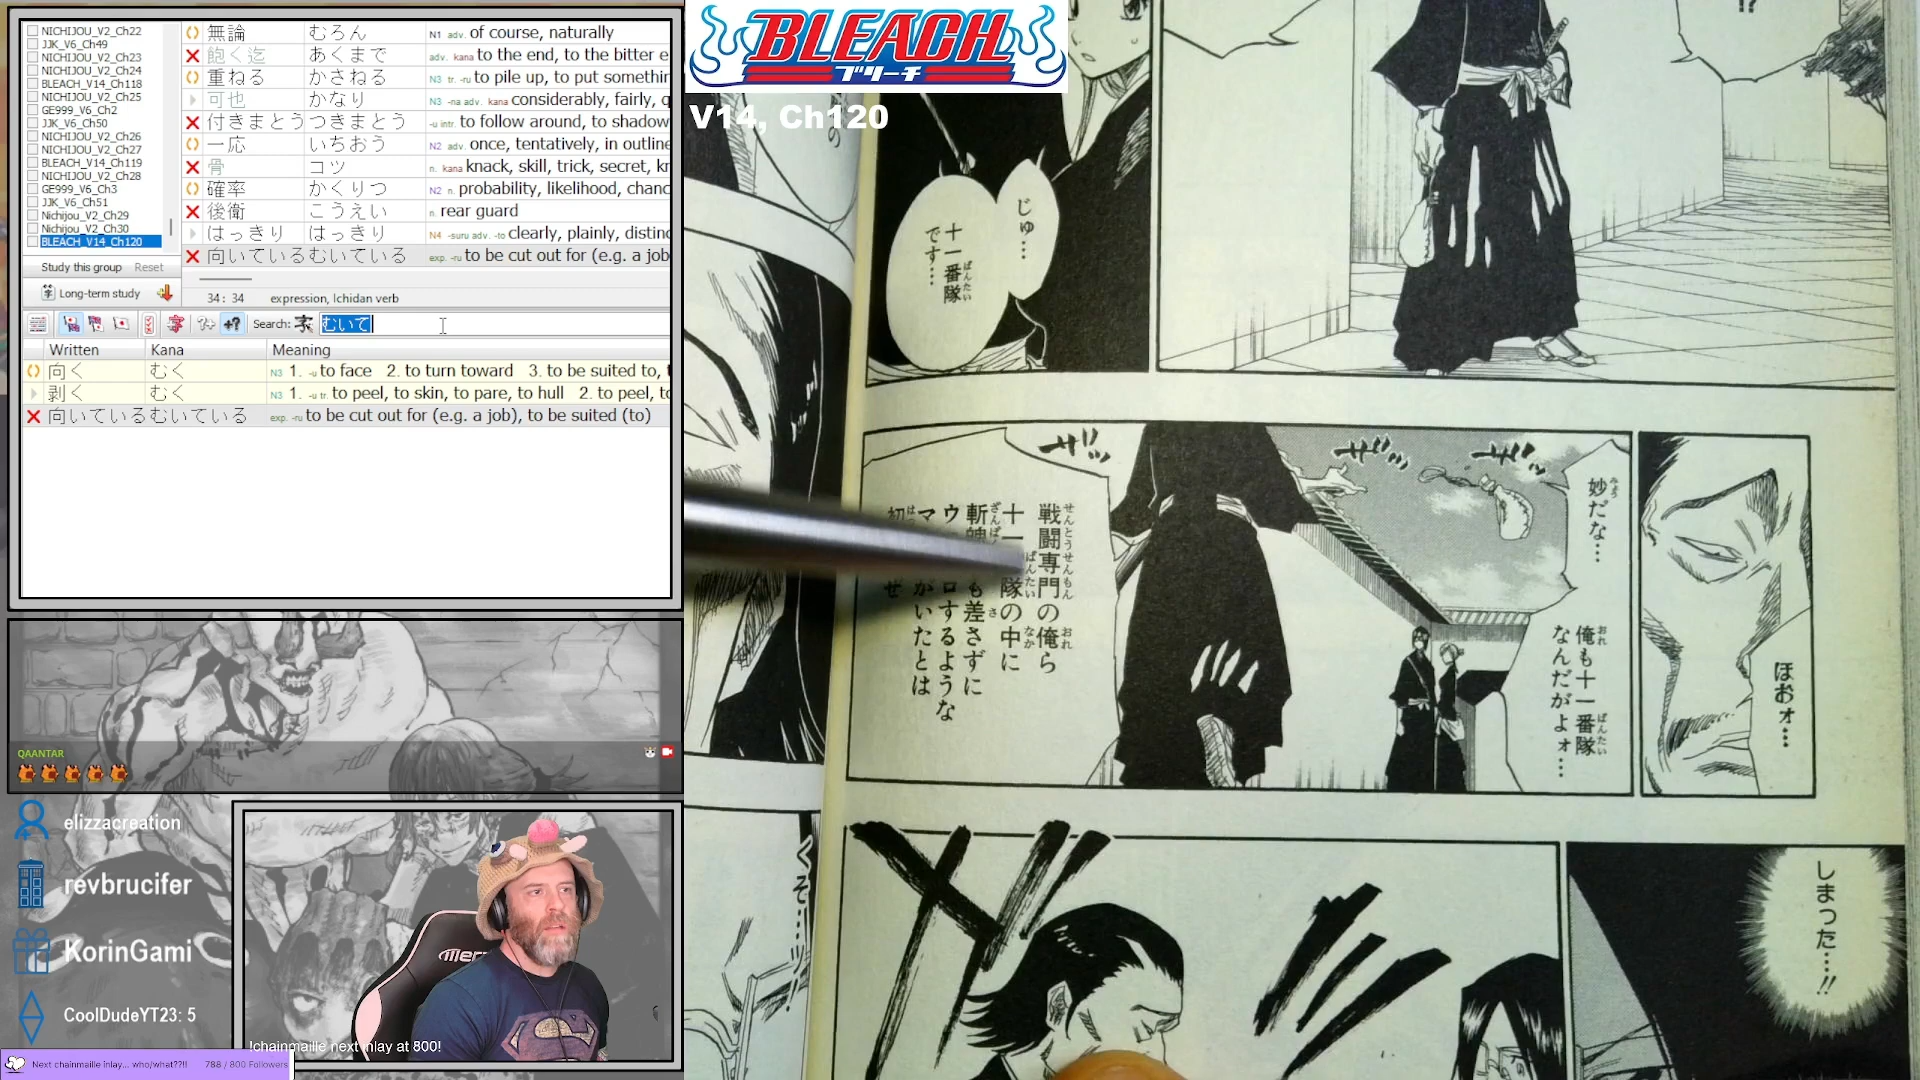 NICHIJOU_V2_Ch22
JJK_V6_Ch49
NICHIJOU_V2_Ch23
NICHIJOU_V2_Ch24
BLEACH_V14_Ch118
NICHIJOU_V2_Ch25
GE999_V6_Ch2
JJK_V6_Ch50
NICHIJOU_V2_Ch26
NICHIJOU_V2_Ch27
BLEACH_V14_Ch119
NICHIJOU_V2_Ch28
GE999_V6_Ch3
JJK_V6_Ch51
Nichijou_V2_Ch29
Nichijou_V2_Ch30
BLEACH_V14_Ch120
Study this group Reset
Long-term study
無論 むろん N1 adv. of course, naturally
飽く迄 あくまで adv. kana to the end, to the bitter e
重ねる かさねる N3 tr. -ru to pile up, to put somethin
可也 かなり N3 -na adv. kana considerably, fairly, q
付きまとう つきまとう -u intr. to follow around, to shadow
一応 いちおう N2 adv. once, tentatively, in outline
骨 コツ n. kana knack, skill, trick, secret, kn
確率 かくりつ N2 n. probability, likelihood, chanc
後衛 こうえい n. rear guard
はっきり はっきり N4 -suru adv. -to clearly, plainly, distinc
向いている むいている exp. -ru to be cut out for (e.g. a job
34: 34 expression, Ichidan verb
Search: むいて
Written Kana Meaning
向く むく N3 1. -u to face 2. to turn toward 3. to be suited to,
剥く むく N3 1. -u tr. to peel, to skin, to pare, to hull 2. to peel, to
向いている むいている exp. -ru to be cut out for (e.g. a job), to be suited (to)
QAANTAR
elizzacreation
revbrucifer
KorinGami
CoolDudeYT23: 5
!chainmaille next inlay at 800!
Next chainmaille inlay... who/what??!! 788 / 800 Followers
BLEACH
ブリーチ
V14, Ch120
!?
じゅ…
十一番隊
です…
ほおォ…
妙だな…
俺も十一番隊
なんだがよォ…
戦闘専門の俺ら
隊の中に
も差さずに
するような
がいたとは
しまった…!!